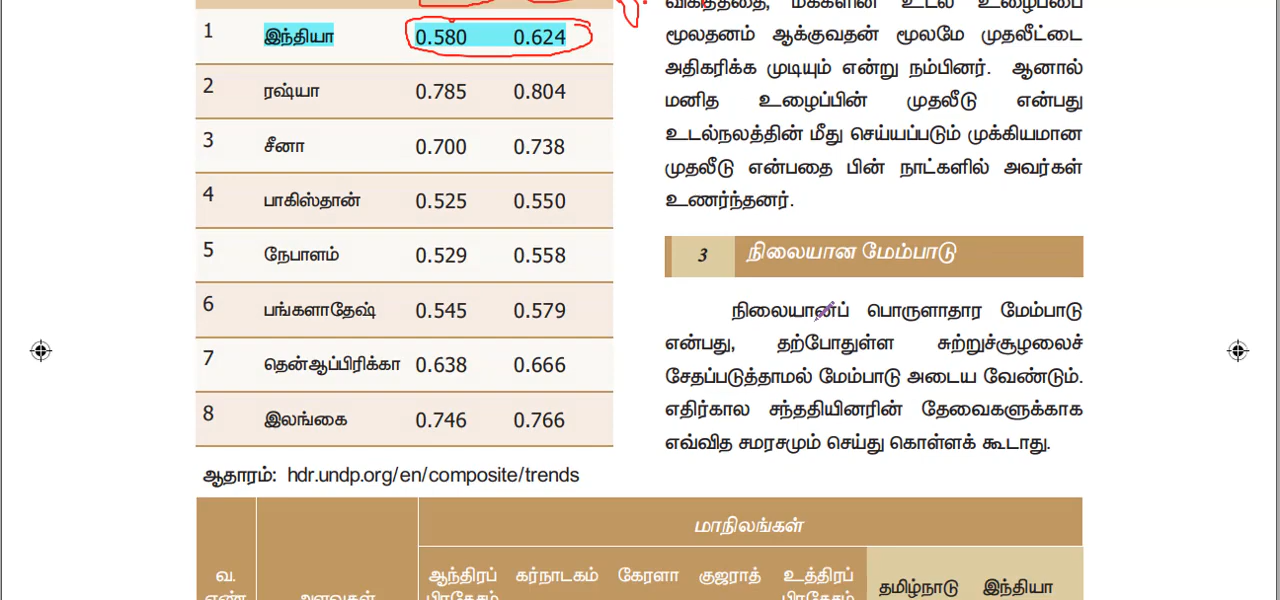 1 இந்தியா 0.580 0.624
2 ரஷ்யா 0.785 0.804
3 சீனா 0.700 0.738
4 பாகிஸ்தான் 0.525 0.550
5 நேபாளம் 0.529 0.558
6 பங்களாதேஷ் 0.545 0.579
7 தென்ஆப்பிரிக்கா 0.638 0.666
8 இலங்கை 0.746 0.766
ஆதாரம்: hdr.undp.org/en/composite/trends
மூலதனம் ஆக்குவதன் மூலமே முதலீட்டை
அதிகரிக்க முடியும் என்று நம்பினர். ஆனால்
மனித உழைப்பின் முதலீடு என்பது
உடல்நலத்தின் மீது செய்யப்படும் முக்கியமான
முதலீடு என்பதை பின் நாட்களில் அவர்கள்
உணர்ந்தனர்.
3 நிலையான மேம்பாடு
நிலையானப் பொருளாதார மேம்பாடு
என்பது, தற்போதுள்ள சுற்றுச்சூழலைச்
சேதப்படுத்தாமல் மேம்பாடு அடைய வேண்டும்.
எதிர்கால சந்ததியினரின் தேவைகளுக்காக
எவ்வித சமரசமும் செய்து கொள்ளக் கூடாது.
மாநிலங்கள்
வ. ஆந்திரப் கர்நாடகம் கேரளா குஜராத் உத்திரப் தமிழ்நாடு இந்தியா